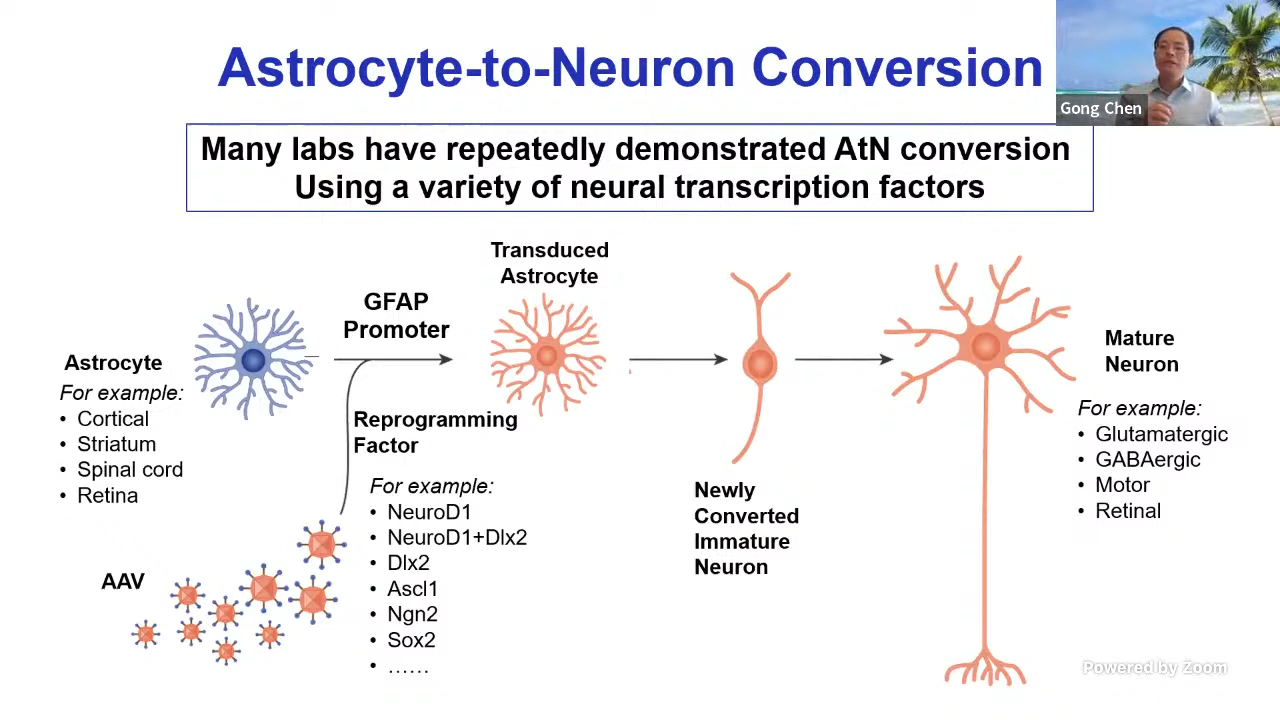 Astrocyte-to-Neuron Conversion
Gong Chen
Many labs have repeatedly demonstrated AtN conversion
Using a variety of neural transcription factors
Astrocyte
For example:
• Cortical
• Striatum
• Spinal cord
• Retina
GFAP
Promoter
Transduced
Astrocyte
Reprogramming
Factor
For example:
• NeuroD1
• NeuroD1+Dlx2
• Dlx2
• Ascl1
• Ngn2
• Sox2
• ......
AAV
Newly
Converted
Immature
Neuron
Mature
Neuron
For example:
• Glutamatergic
• GABAergic
• Motor
• Retinal
Powered by Zoom